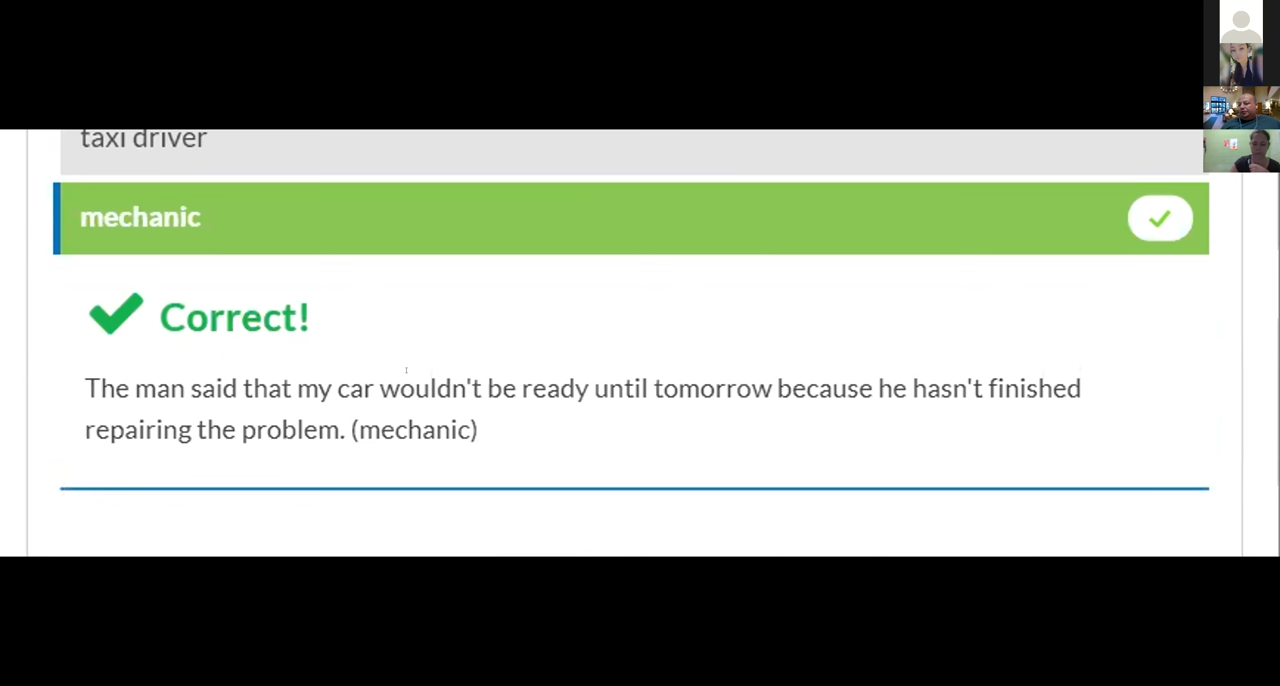 taxi driver
mechanic
Correct!
The man said that my car wouldn't be ready until tomorrow because he hasn't finished
repairing the problem. (mechanic)